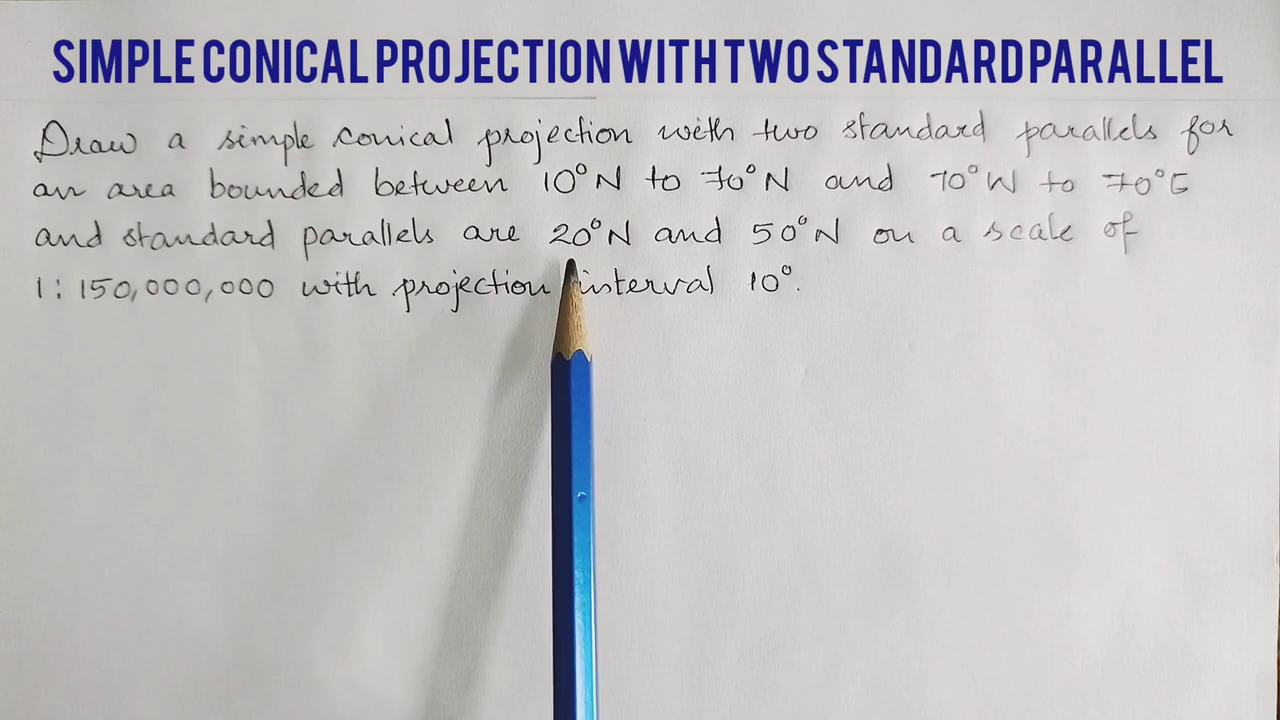 SIMPLE CONICAL PROJECTION WITH TWO STANDARD PARALLEL
Draw a simple conical projection with two standard parallels for
an area bounded between 10°N to 70°N and 70°W to 70°E
and standard parallels are 20°N and 50°N on a scale of
1:150,000,000 with projection interval 10°.